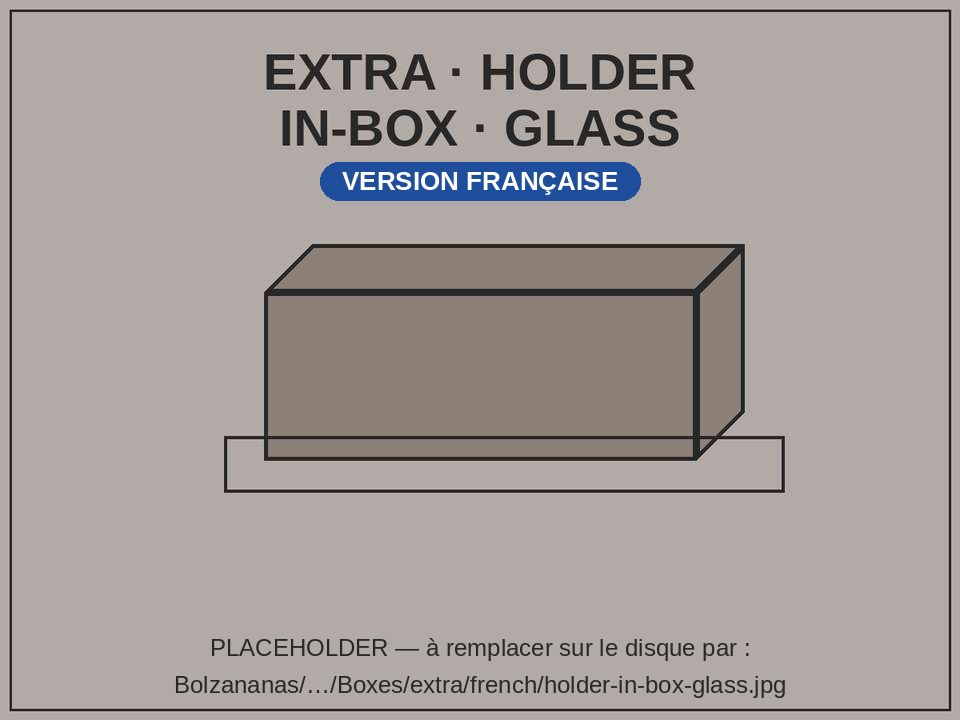 EXTRA · HOLDER
IN-BOX · GLASS
VERSION FRANÇAISE
PLACEHOLDER — à remplacer sur le disque par :
Bolzananas/…/Boxes/extra/french/holder-in-box-glass.jpg